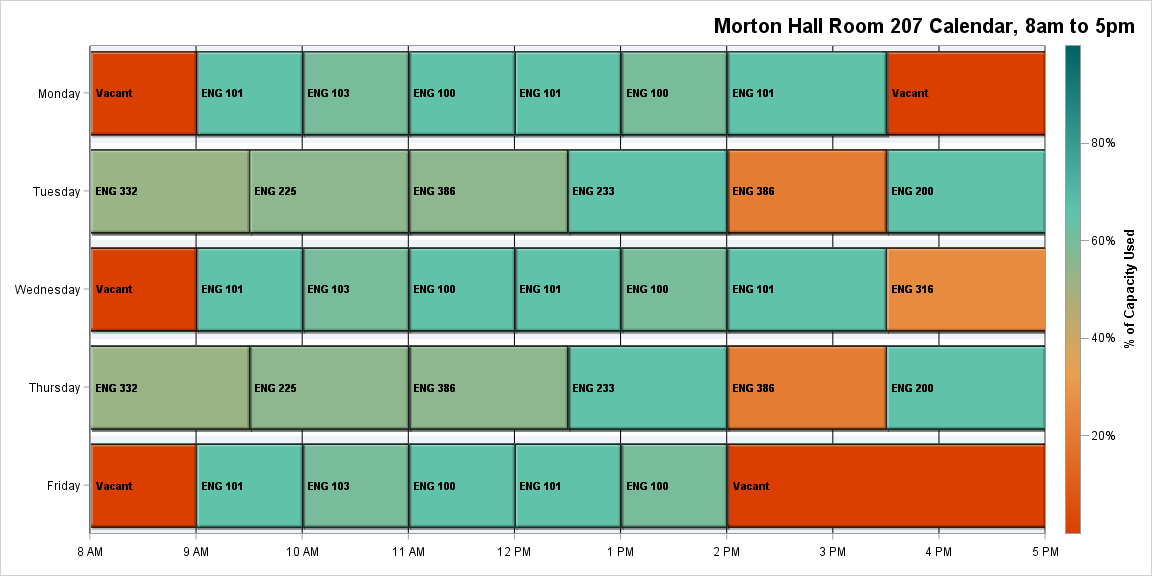 Morton Hall Room 207 Calendar, 8am to 5pm
Monday
Vacant
ENG 101
ENG 103
ENG 100
ENG 101
ENG 100
ENG 101
Vacant
Tuesday
ENG 332
ENG 225
ENG 386
ENG 233
ENG 386
ENG 200
Wednesday
Vacant
ENG 101
ENG 103
ENG 100
ENG 101
ENG 100
ENG 101
ENG 316
Thursday
ENG 332
ENG 225
ENG 386
ENG 233
ENG 386
ENG 200
Friday
Vacant
ENG 101
ENG 103
ENG 100
ENG 101
ENG 100
Vacant
8 AM
9 AM
10 AM
11 AM
12 PM
1 PM
2 PM
3 PM
4 PM
5 PM
80%
60%
40%
20%
% of Capacity Used